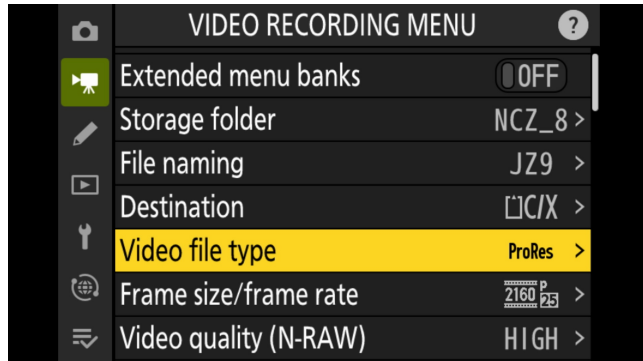 VIDEO RECORDING MENU ?
Extended menu banks OFF
Storage folder NCZ_8 >
File naming JZ9 >
Destination C/X >
Video file type ProRes >
Frame size/frame rate 2160 P 25 >
Video quality (N-RAW) HIGH >